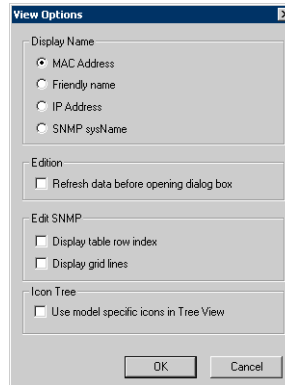 View Options
Display Name
MAC Address
Friendly name
IP Address
SNMP sysName
Edition
Refresh data before opening dialog box
Edit SNMP
Display table row index
Display grid lines
Icon Tree
Use model specific icons in Tree View
OK
Cancel